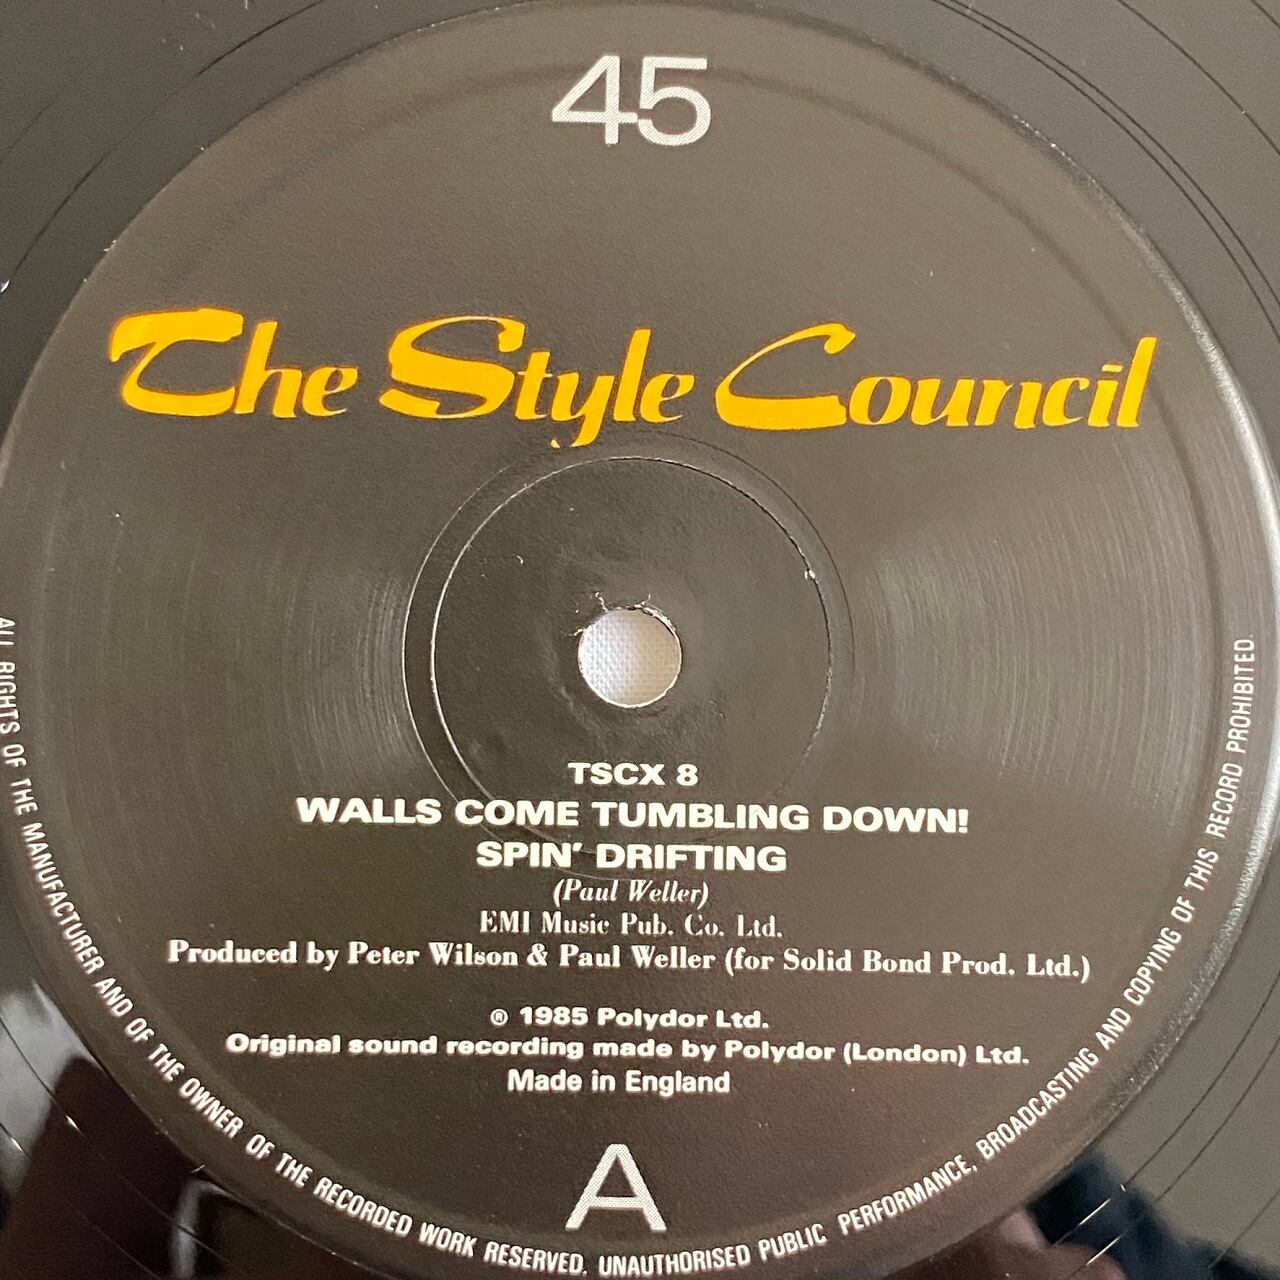 45
The Style Council
TSCX 8
WALLS COME TUMBLING DOWN!
SPIN' DRIFTING
(Paul Weller)
EMI Music Pub. Co. Ltd.
Produced by Peter Wilson & Paul Weller (for Solid Bond Prod. Ltd.)
℗ 1985 Polydor Ltd.
Original sound recording made by Polydor (London) Ltd.
Made in England
A
ALL RIGHTS OF THE MANUFACTURER AND OF THE OWNER OF THE RECORDED WORK RESERVED. UNAUTHORISED PUBLIC PERFORMANCE, BROADCASTING AND COPYING OF THIS RECORD PROHIBITED.